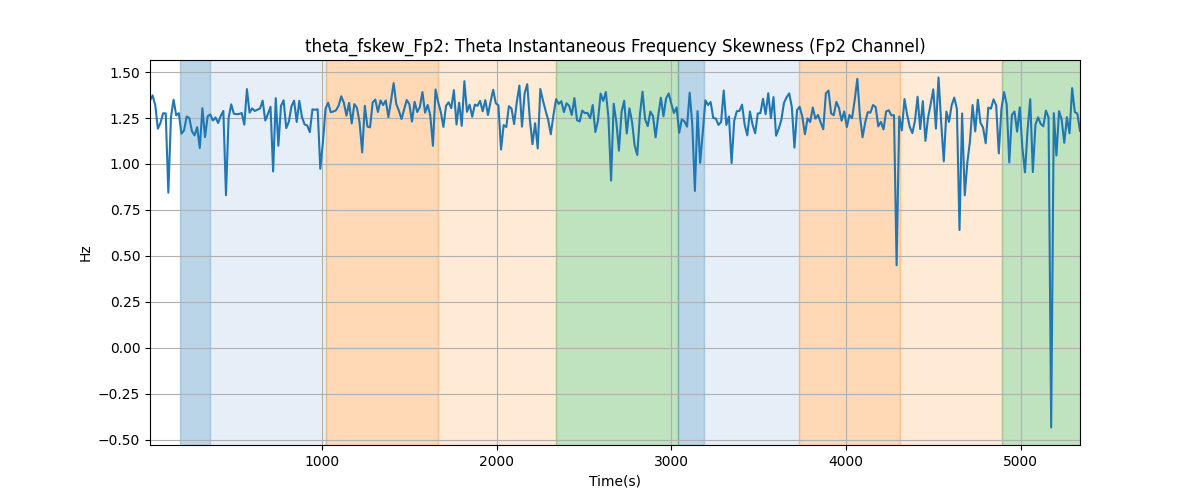 theta_fskew_Fp2: Theta Instantaneous Frequency Skewness (Fp2 Channel)
1.50
1.25
1.00
0.75
0.50
0.25
0.00
−0.25
−0.50
Hz
1000 2000 3000 4000 5000
Time(s)